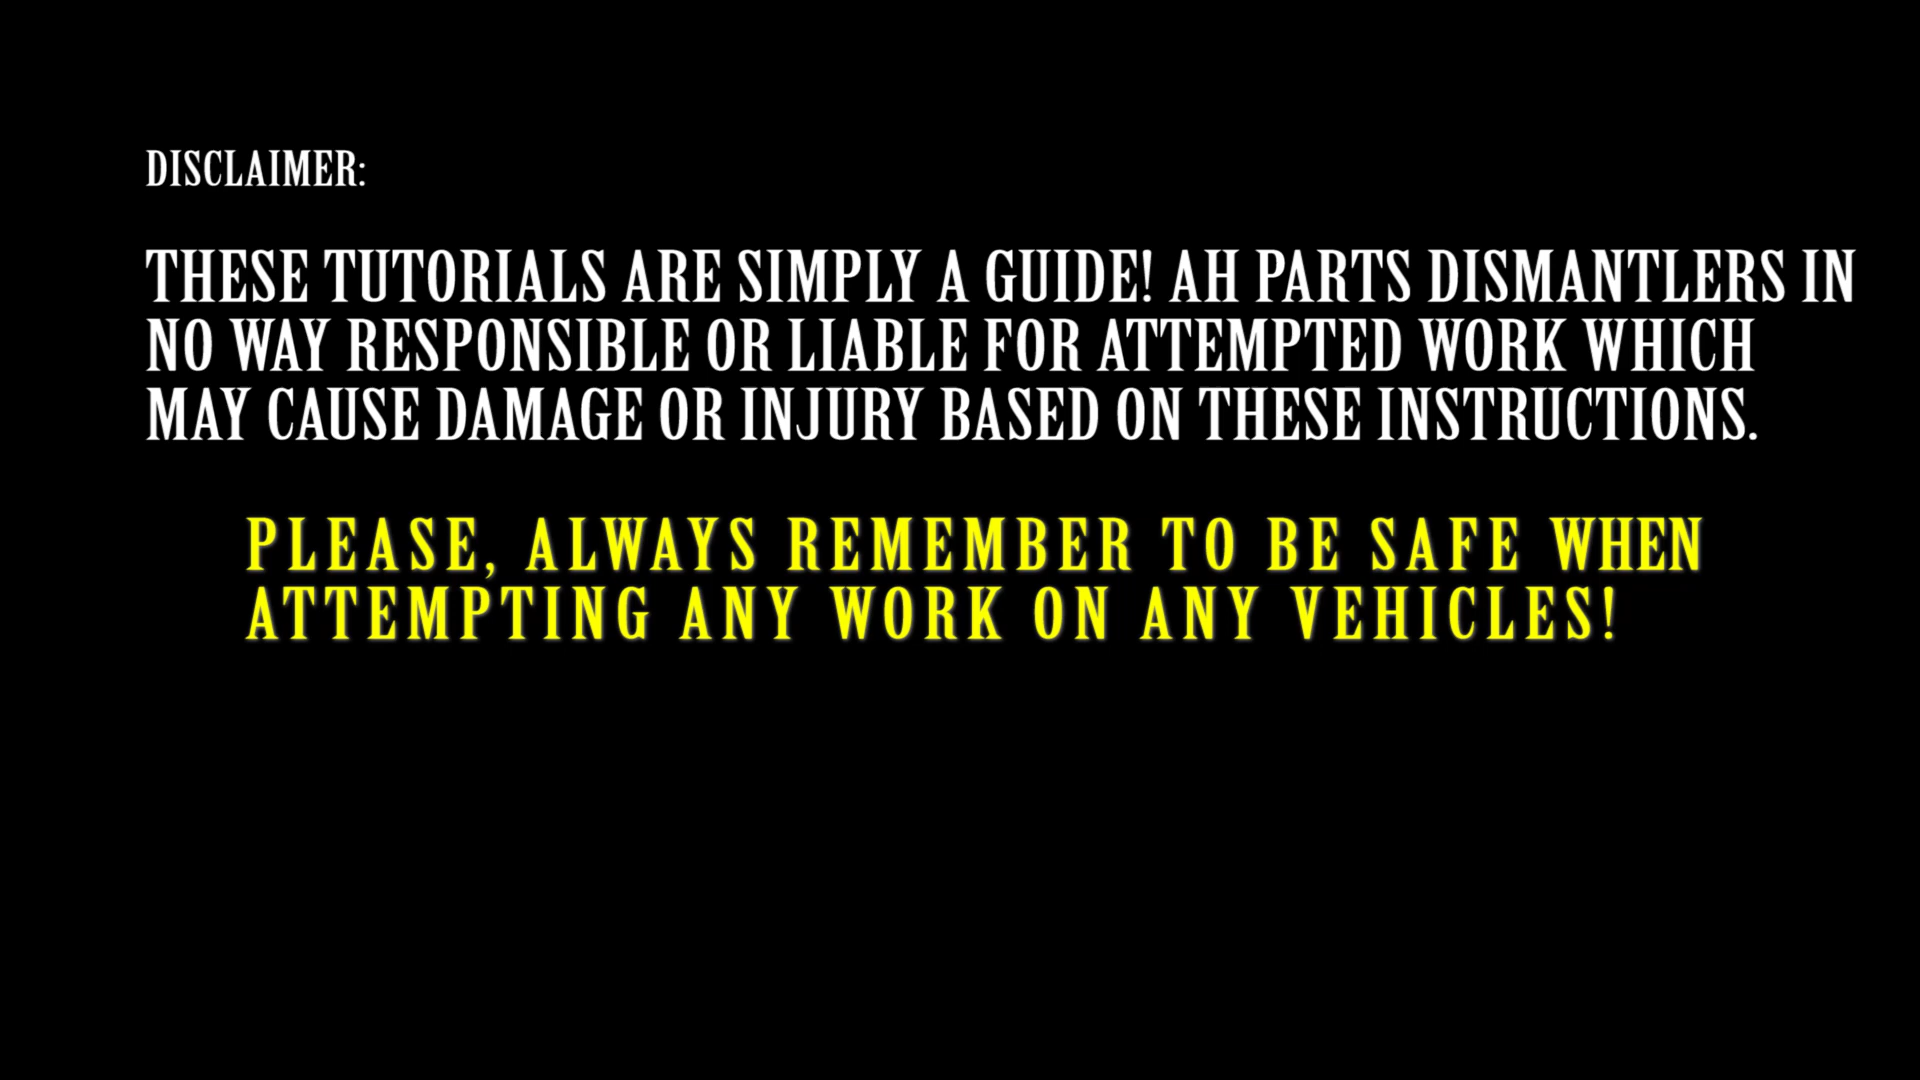 DISCLAIMER:
THESE TUTORIALS ARE SIMPLY A GUIDE! AH PARTS DISMANTLERS IN
NO WAY RESPONSIBLE OR LIABLE FOR ATTEMPTED WORK WHICH
MAY CAUSE DAMAGE OR INJURY BASED ON THESE INSTRUCTIONS.
PLEASE, ALWAYS REMEMBER TO BE SAFE WHEN
ATTEMPTING ANY WORK ON ANY VEHICLES!